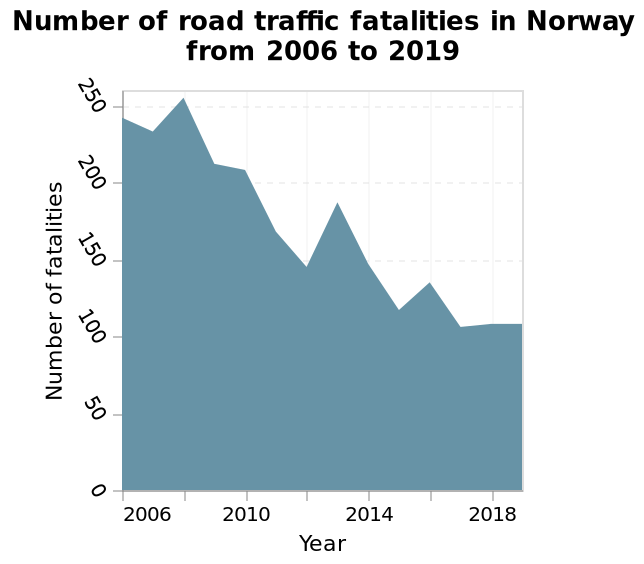 Number of road traffic fatalities in Norway
from 2006 to 2019
Number of fatalities
250
200
150
100
50
0
2006 2010 2014 2018
Year